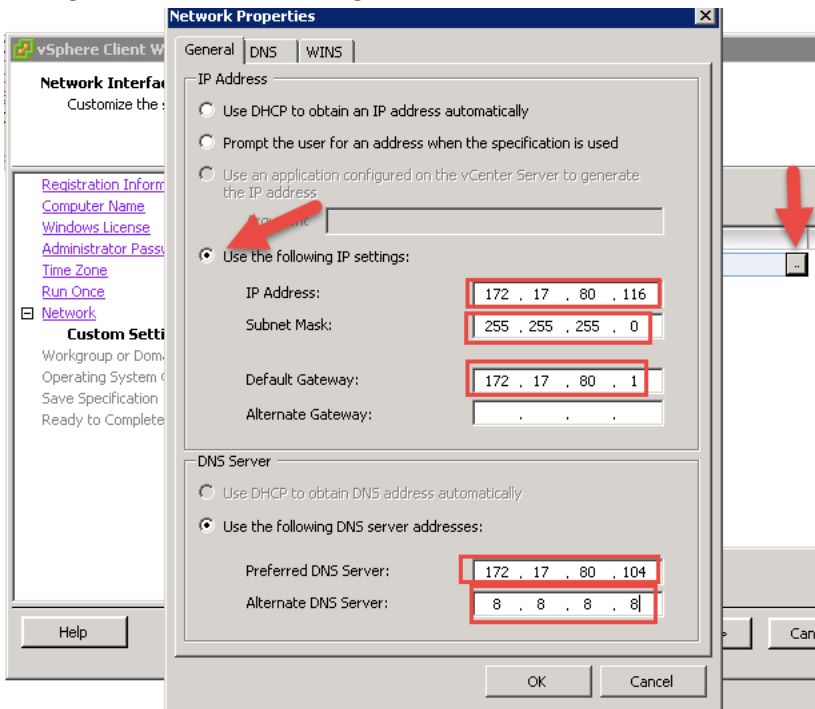 Network Properties
vSphere Client W
General DNS WINS
Network Interfa
Customize the s
IP Address
Use DHCP to obtain an IP address automatically
Prompt the user for an address when the specification is used
Use an application configured on the vCenter Server to generate
the IP address
Use the following IP settings:
IP Address: 172 . 17 . 80 . 116
Subnet Mask: 255 . 255 . 255 . 0
Default Gateway: 172 . 17 . 80 . 1
Alternate Gateway: . . .
DNS Server
Use DHCP to obtain DNS address automatically
Use the following DNS server addresses:
Preferred DNS Server: 172 . 17 . 80 . 104
Alternate DNS Server: 8 . 8 . 8 . 8
OK Cancel
Registration Inform
Computer Name
Windows License
Administrator Passw
Time Zone
Run Once
Network
Custom Setti
Workgroup or Doma
Operating System
Save Specification
Ready to Complete
..
Help
Can